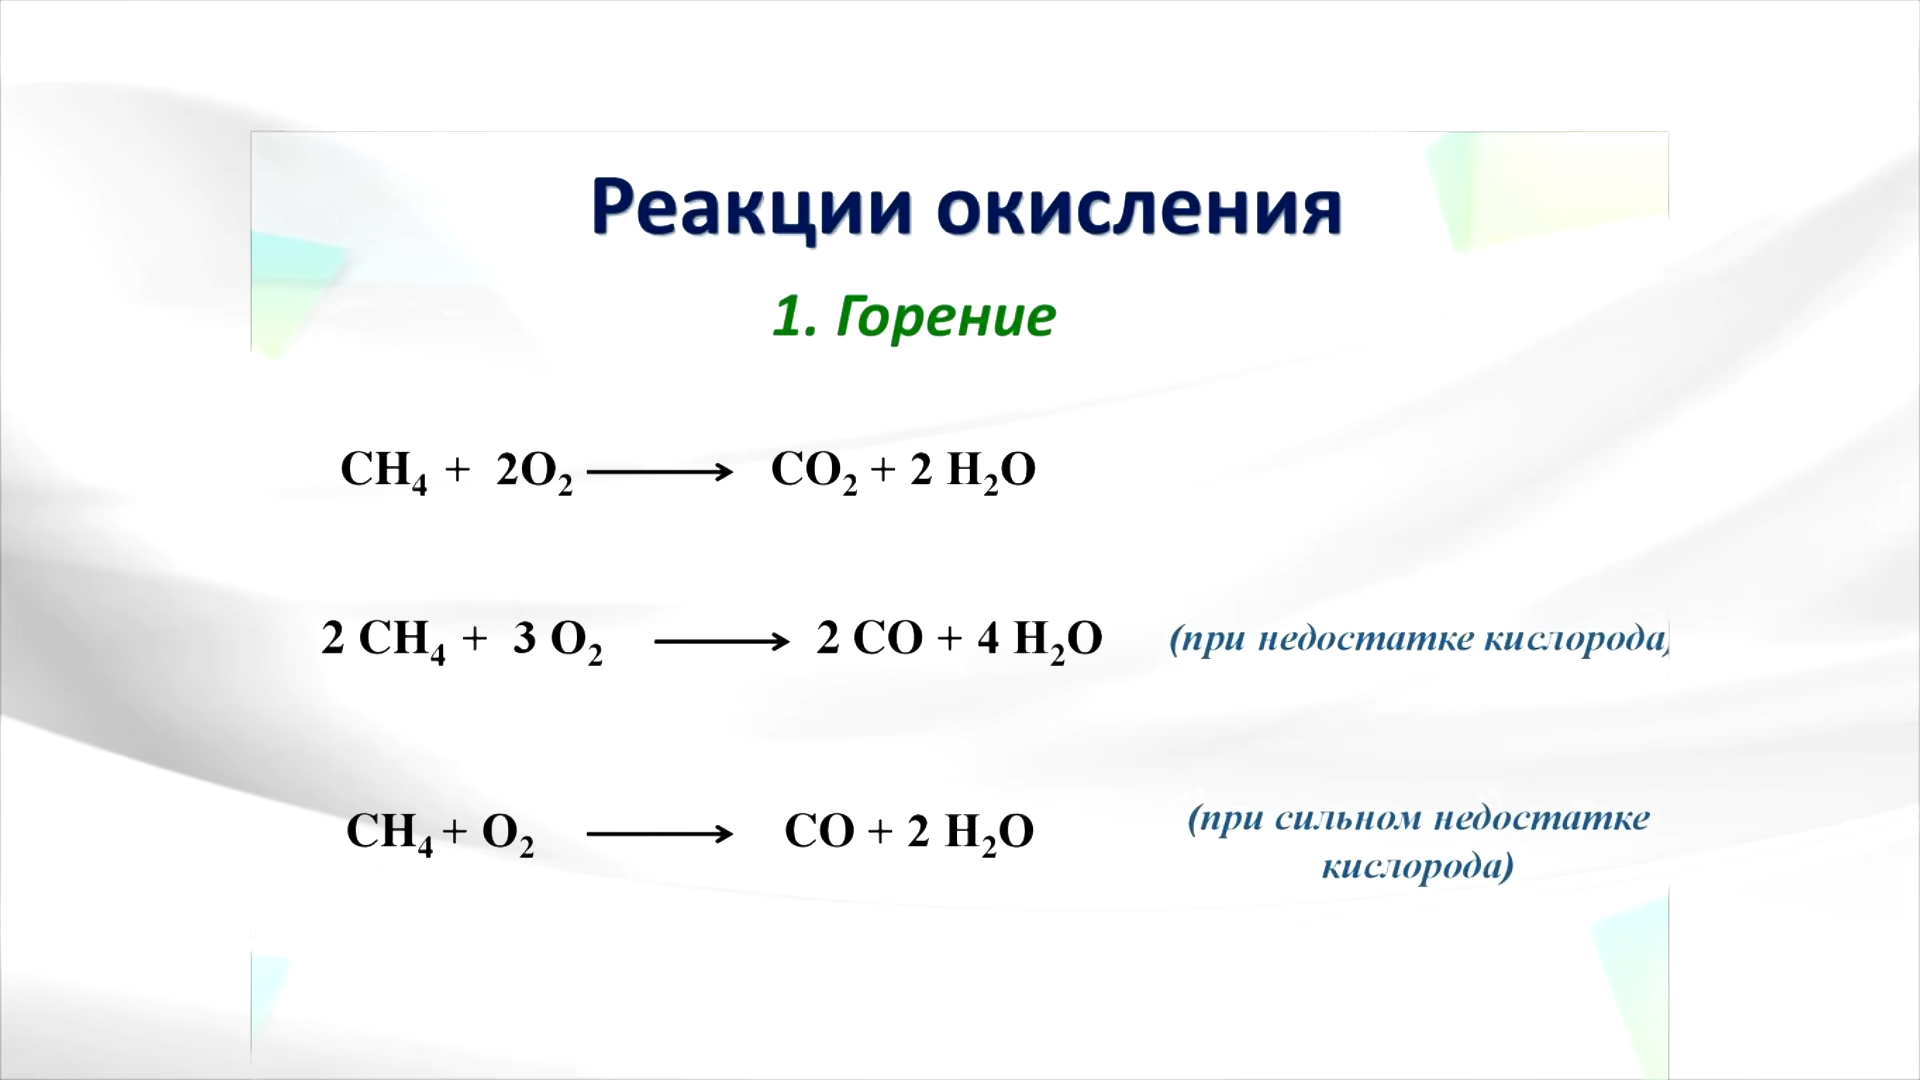 Реакции окисления
1. Горение
CH₄ + 2O₂ ⟶ CO₂ + 2 H₂O
2 CH₄ + 3 O₂ ⟶ 2 CO + 4 H₂O (при недостатке кислорода)
CH₄ + O₂ ⟶ CO + 2 H₂O (при сильном недостатке
кислорода)